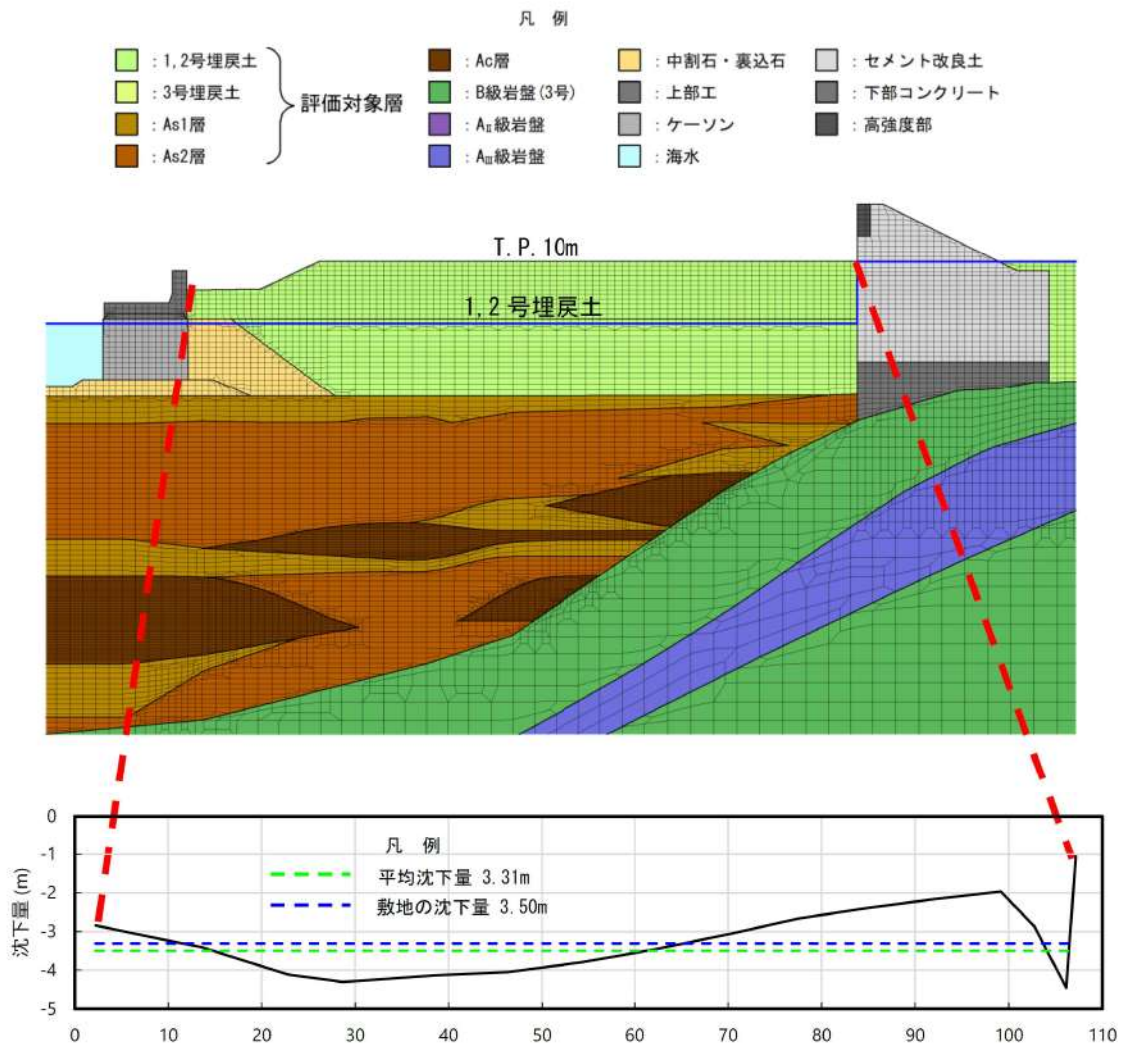 凡 例
: 1,2号埋戻土
: 3号埋戻土
: As1層
: As2層
評価対象層
: Ac層
: B級岩盤(3号)
: AⅡ級岩盤
: AⅢ級岩盤
: 中割石・裏込石
: 上部工
: ケーソン
: 海水
: セメント改良土
: 下部コンクリート
: 高強度部
T.P.10m
1,2号埋戻土
沈下量(m)
0
-1
-2
-3
-4
-5
凡 例
平均沈下量 3.31m
敷地の沈下量 3.50m
0 10 20 30 40 50 60 70 80 90 100 110